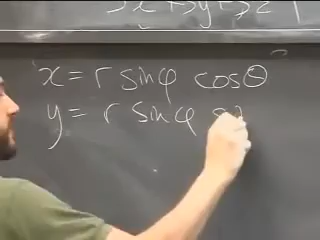 x = r sinφ cosθ
y = r sinφ